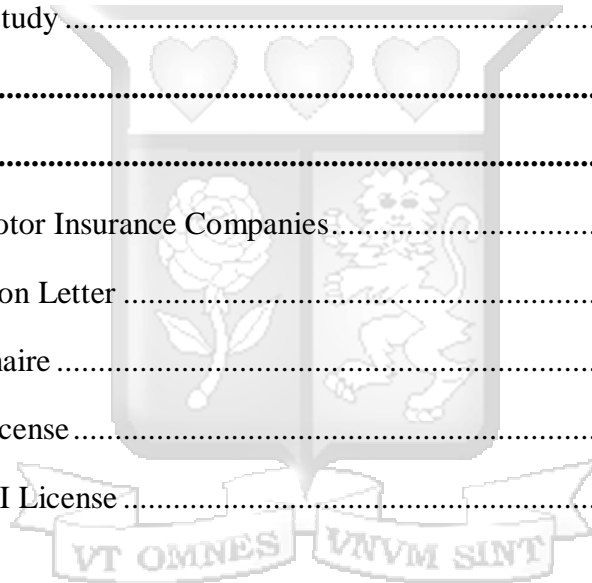 tudy ...............................................................................
.........................................................................................
.........................................................................................
otor Insurance Companies.....................................
on Letter ................................................................
naire .......................................................................
cense.......................................................................
I License ................................................................
VT OMNES VNVM SINT